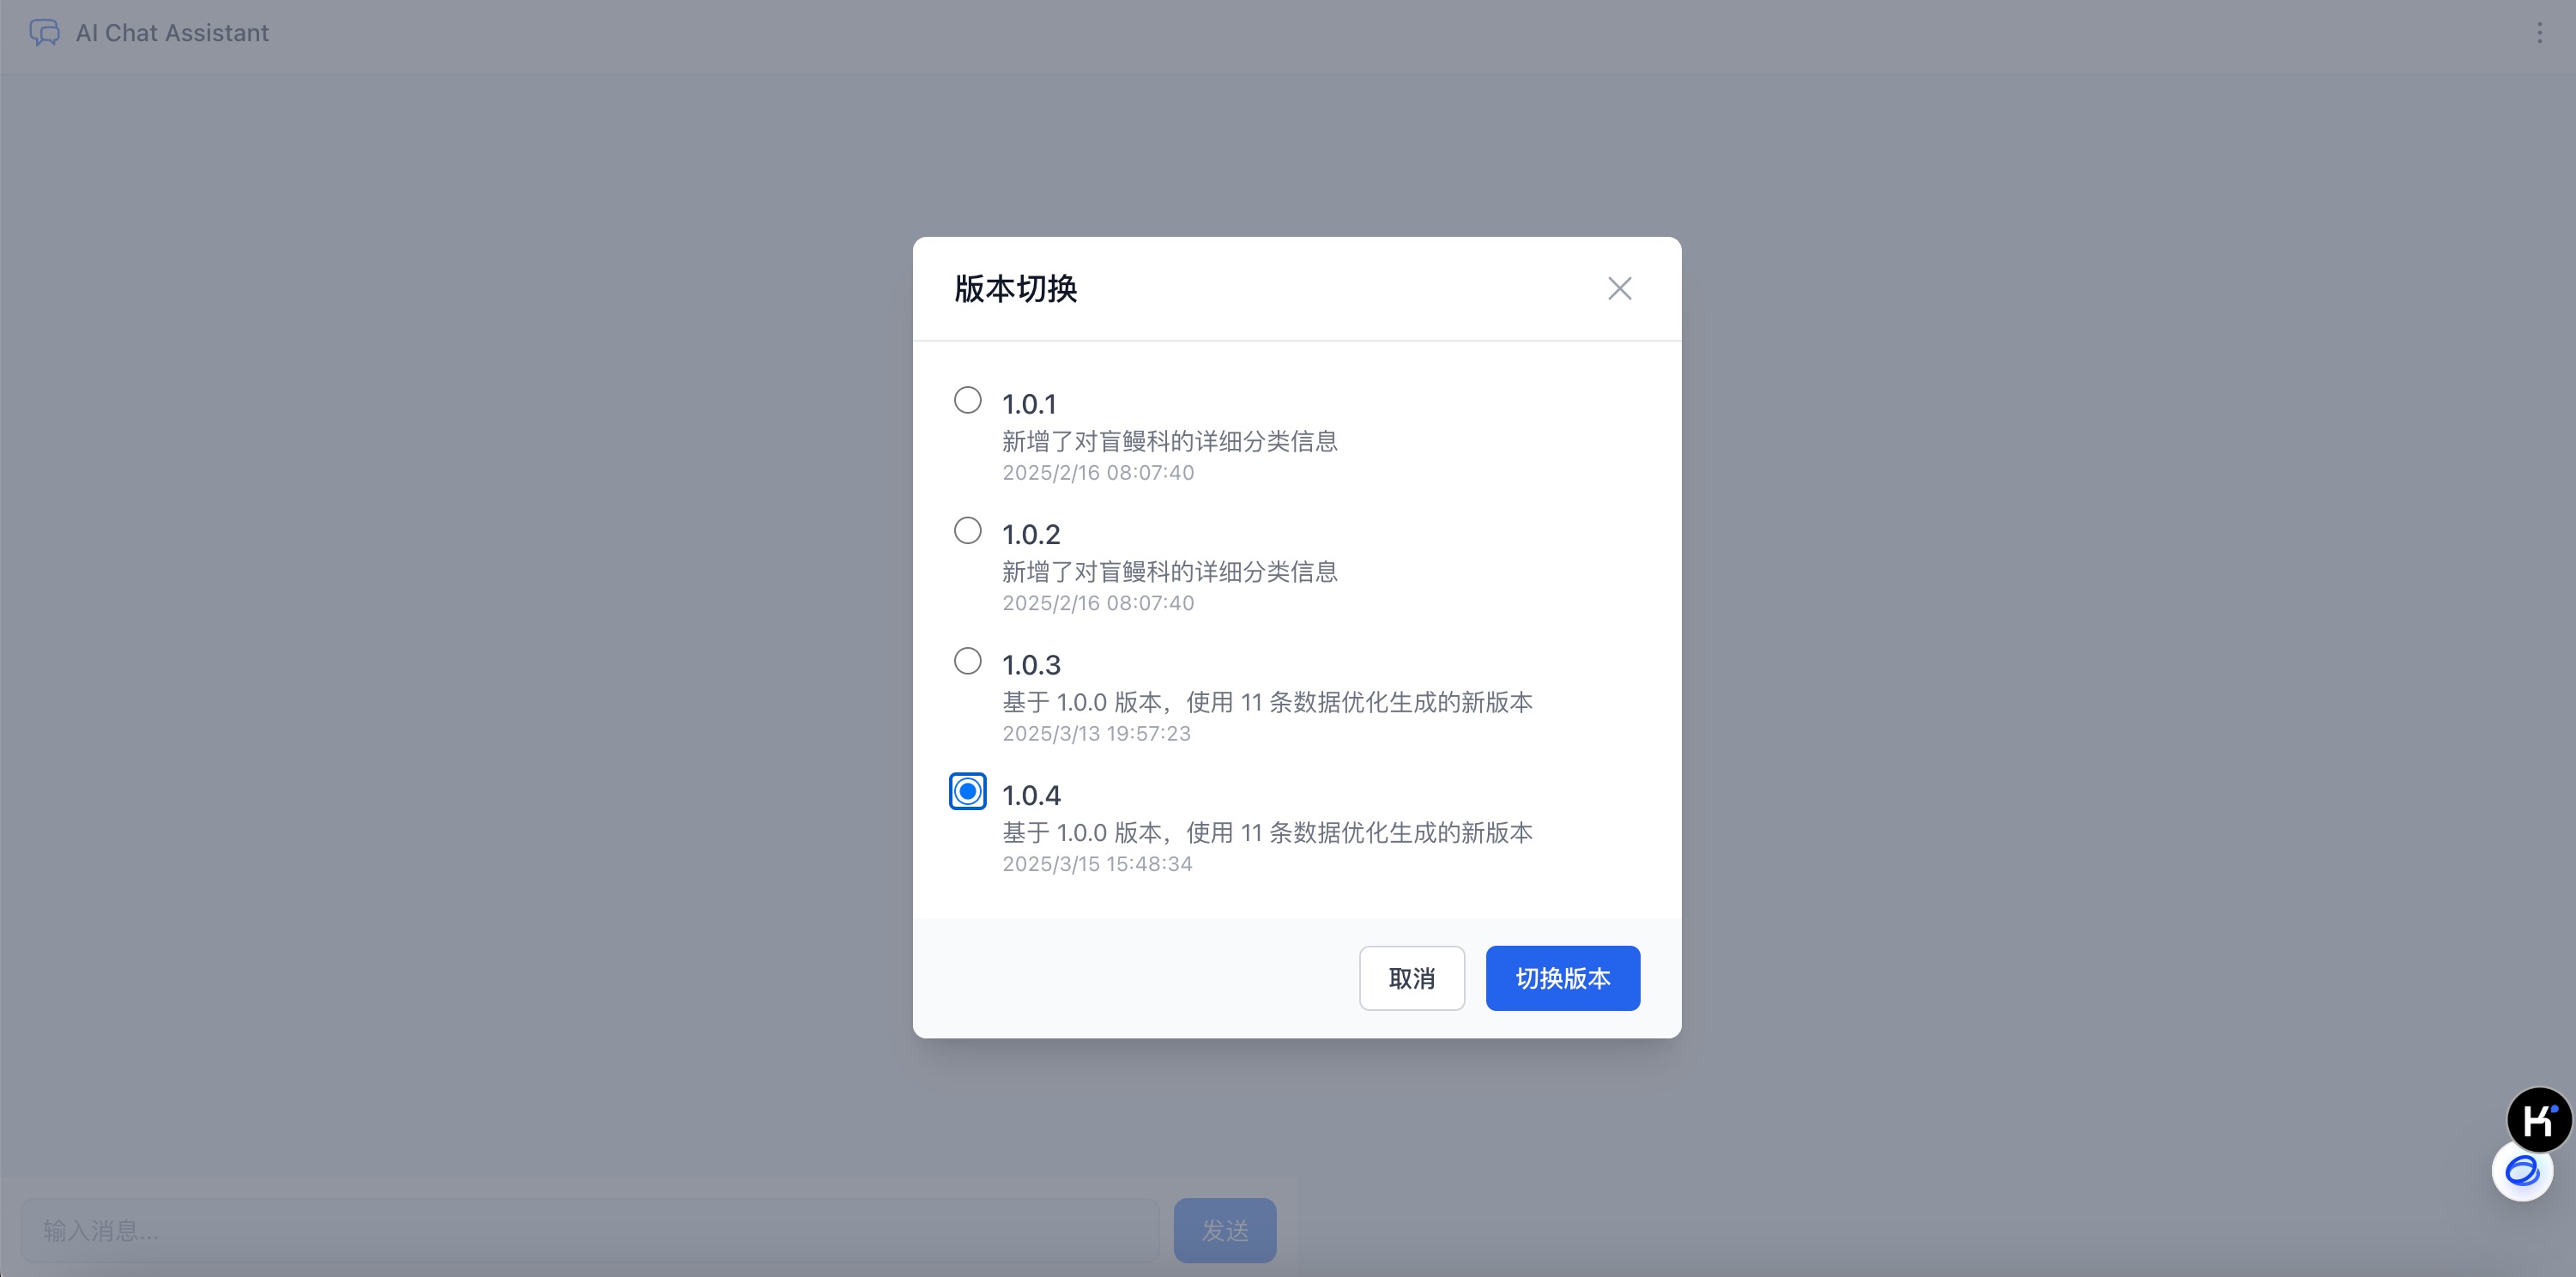 AI Chat Assistant
版本切换
1.0.1
新增了对盲鳗科的详细分类信息
2025/2/16 08:07:40
1.0.2
新增了对盲鳗科的详细分类信息
2025/2/16 08:07:40
1.0.3
基于 1.0.0 版本，使用 11 条数据优化生成的新版本
2025/3/13 19:57:23
1.0.4
基于 1.0.0 版本，使用 11 条数据优化生成的新版本
2025/3/15 15:48:34
取消
切换版本
K
输入消息...
发送